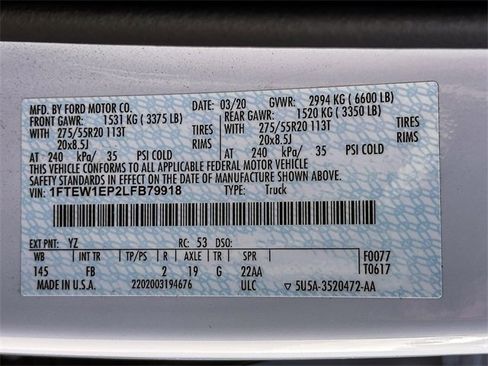 MFD. BY FORD MOTOR CO. 03/20 GVWR: 2994 KG ( 6600 LB)
FRONT GAWR: 1531 KG ( 3375 LB) REAR GAWR: 1520 KG ( 3350 LB)
WITH 275/55R20 113T TIRES WITH 275/55R20 113T TIRES
20x8.5J RIMS 20x8.5J RIMS
AT 240 kPa/ 35 PSI COLD AT 240 kPa/ 35 PSI COLD
THIS VEHICLE CONFORMS TO ALL APPLICABLE FEDERAL MOTOR VEHICLE
SAFETY STANDARDS IN EFFECT ON THE DATE OF MANUFACTURE SHOWN ABOVE.
VIN: 1FTEW1EP2LFB79918 TYPE: Truck
EXT PNT: YZ RC: 53 DSO:
WB INT TR TP/PS R AXLE TR SPR F0077
145 FB 2 19 G 22AA T0617
MADE IN U.S.A. 2202003194676 ULC ▽ 5U5A-3520472-AA